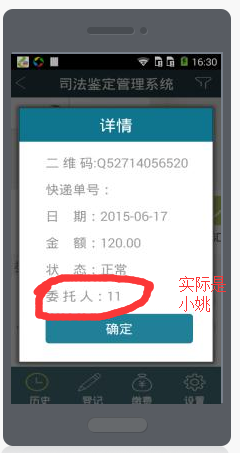 16:30
司法鉴定管理系统
详情
二 维 码:Q52714056520
快递单号：
日    期：2015-06-17
金    额：120.00
状    态：正常
委 托 人：11
实际是
小姚
确定
历史
登记
缴费
设置